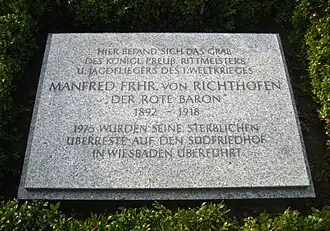 HIER BEFAND SICH DAS GRAB
DES KÖNIGL. PREUß. RITTMEISTERS
U. JAGDFLIEGERS DES I. WELTKRIEGES
MANFRED FRHR. VON RICHTHOFEN
"DER ROTE BARON"
1892 - 1918
1975 WURDEN SEINE STERBLICHEN
ÜBERRESTE AUF DEN SÜDFRIEDHOF
IN WIESBADEN ÜBERFÜHRT